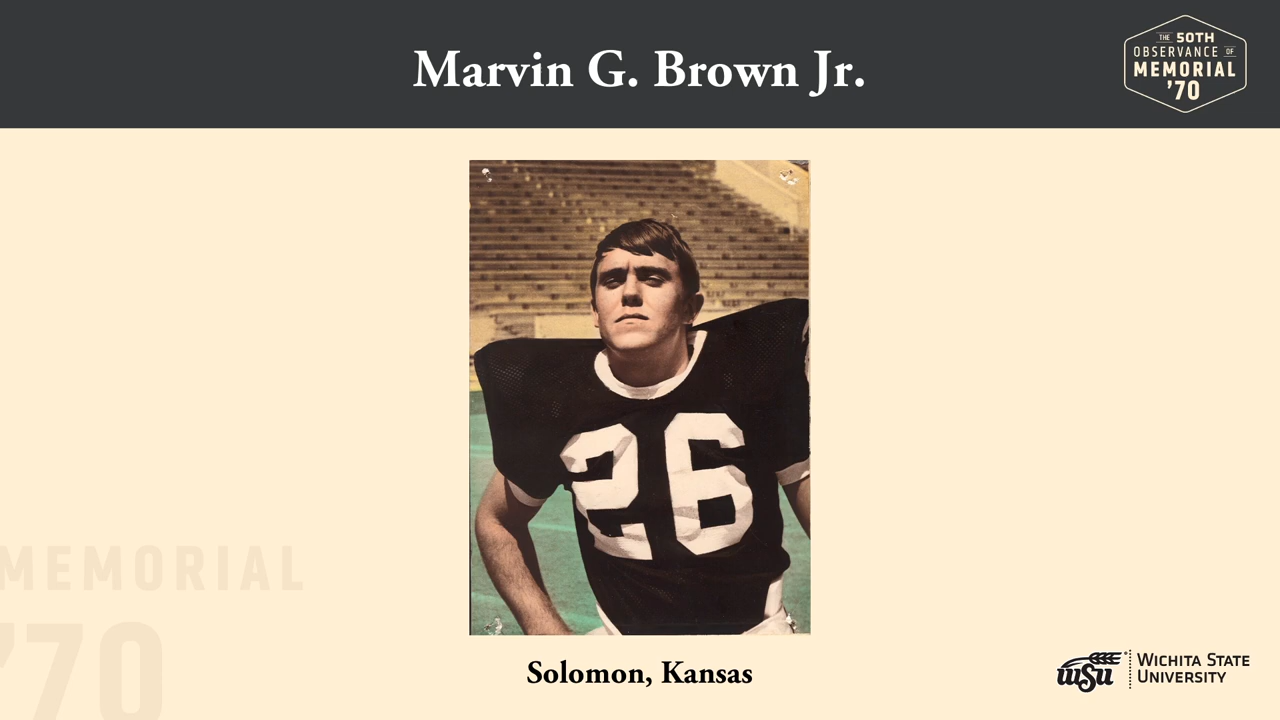 Marvin G. Brown Jr.
THE 50TH
OBSERVANCE OF
MEMORIAL
'70
26
MEMORIAL
'70
Solomon, Kansas
wsu
WICHITA STATE
UNIVERSITY